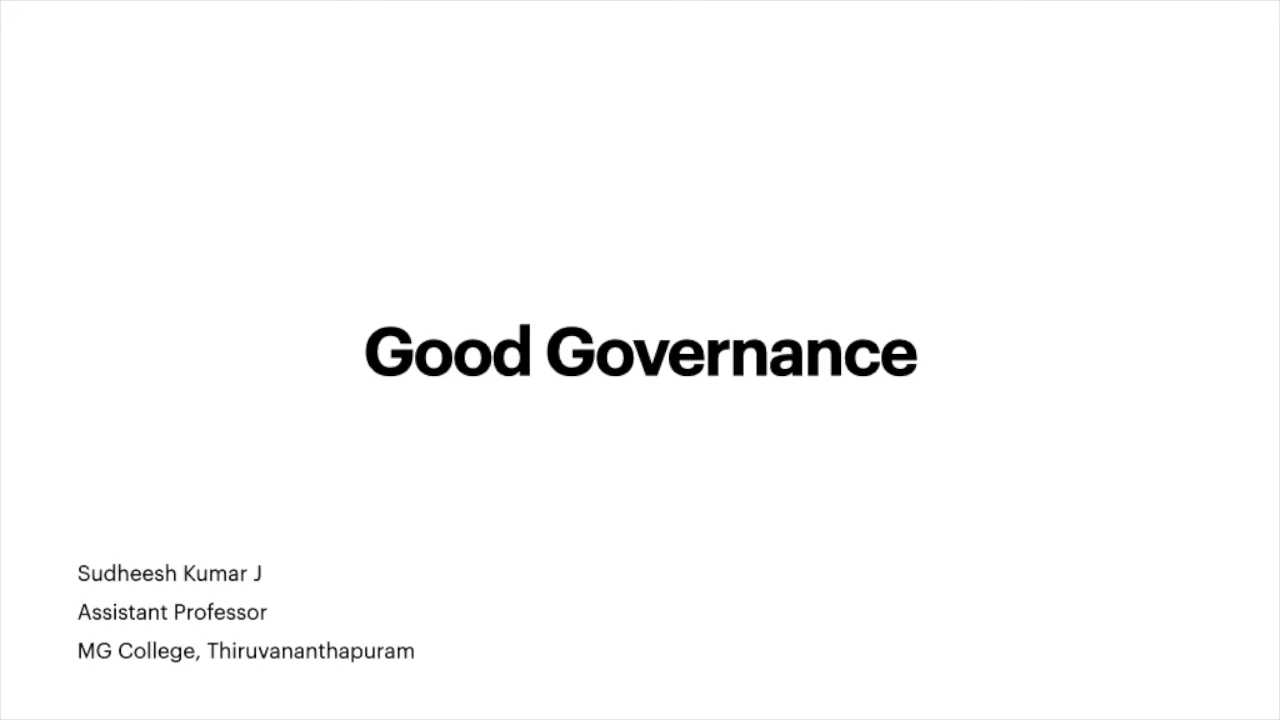 Good Governance
Sudheesh Kumar J
Assistant Professor
MG College, Thiruvananthapuram